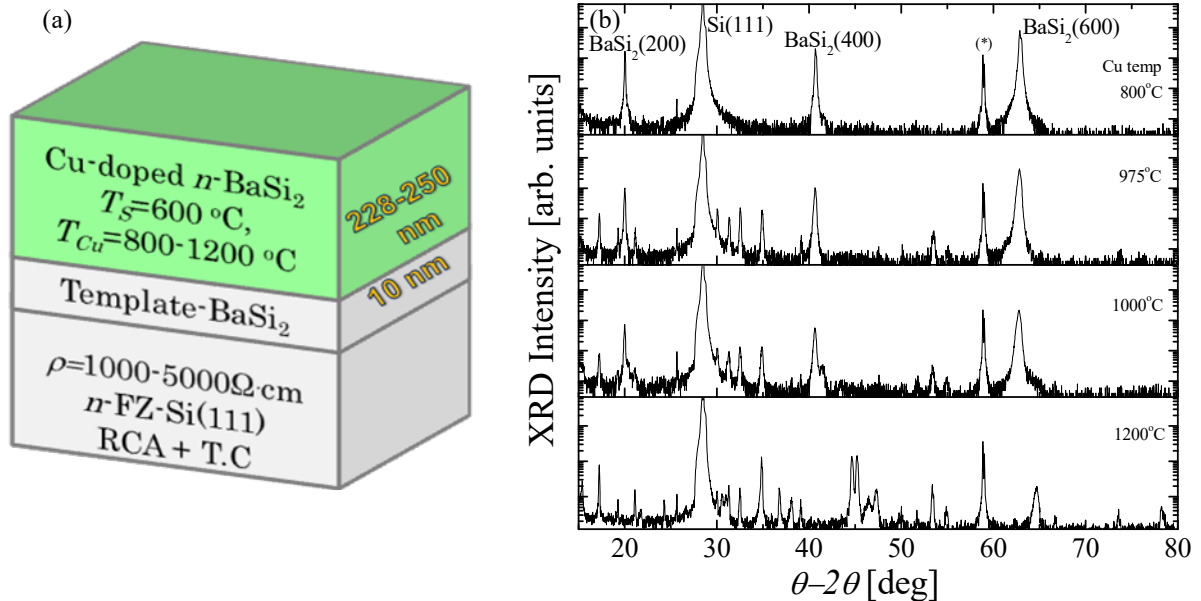 (a)
Cu-doped n-BaSi₂
T_S=600 °C,
T_Cu=800-1200 °C
228-250
nm
Template-BaSi₂
10 nm
ρ=1000-5000Ω·cm
n-FZ-Si(111)
RCA + T.C
(b)
BaSi₂(200)
Si(111)
BaSi₂(400)
(*)
BaSi₂(600)
Cu temp
800°C
975°C
1000°C
1200°C
XRD Intensity [arb. units]
20 30 40 50 60 70 80
θ–2θ [deg]